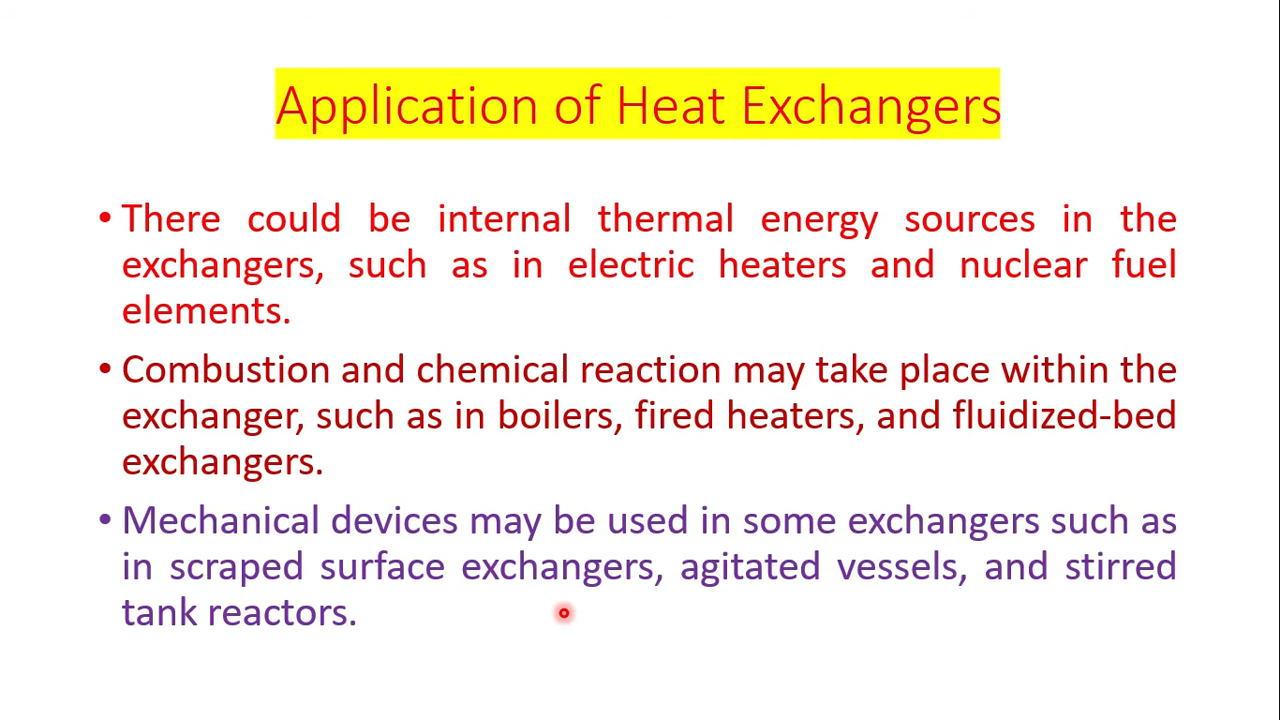 Application of Heat Exchangers
• There could be internal thermal energy sources in the
exchangers, such as in electric heaters and nuclear fuel
elements.
• Combustion and chemical reaction may take place within the
exchanger, such as in boilers, fired heaters, and fluidized-bed
exchangers.
• Mechanical devices may be used in some exchangers such as
in scraped surface exchangers, agitated vessels, and stirred
tank reactors.